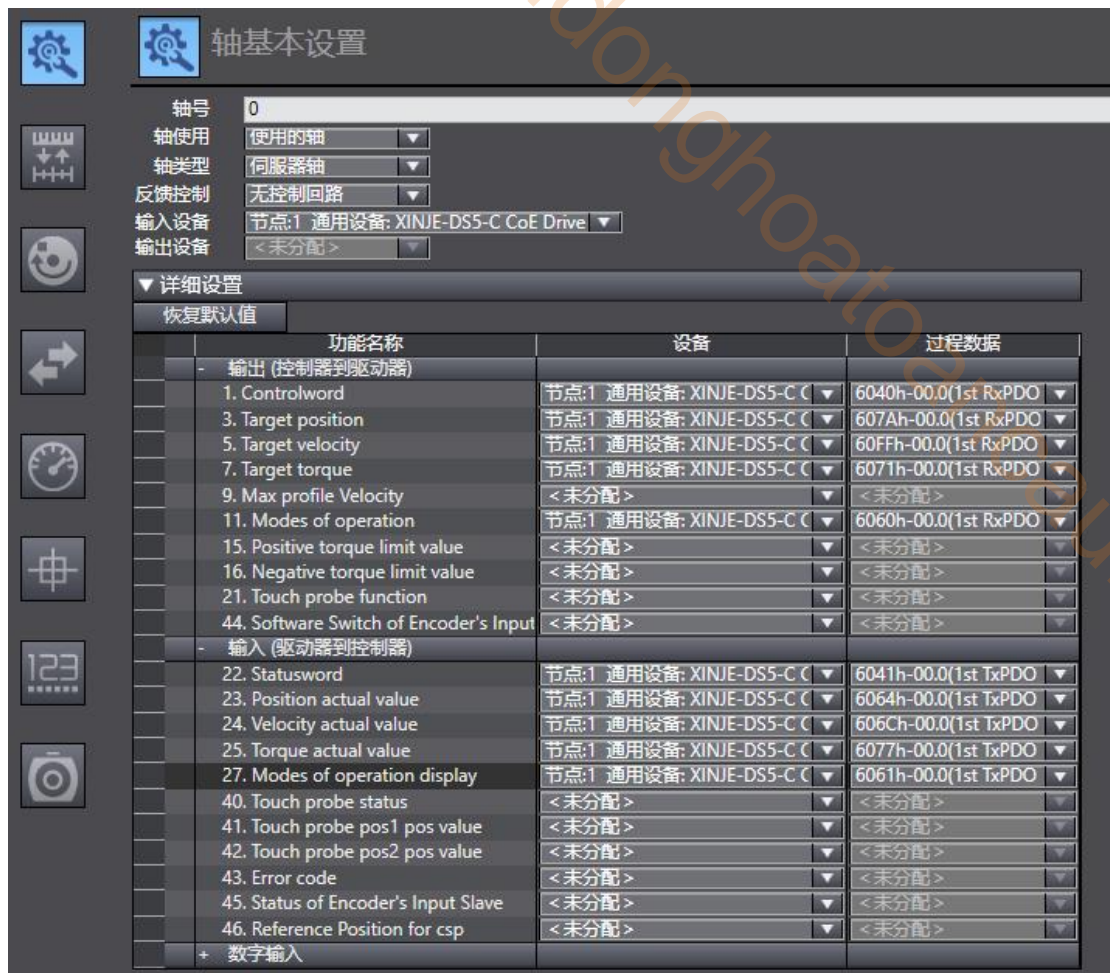 轴基本设置
轴号 0
轴使用 使用的轴
轴类型 伺服器轴
反馈控制 无控制回路
输入设备 节点:1 通用设备: XINJE-DS5-C CoE Drive
输出设备 <未分配>
▼详细设置
恢复默认值
功能名称 设备 过程数据
- 输出 (控制器到驱动器)
1. Controlword 节点:1 通用设备: XINJE-DS5-C ( 6040h-00.0(1st RxPDO
3. Target position 节点:1 通用设备: XINJE-DS5-C ( 607Ah-00.0(1st RxPDO
5. Target velocity 节点:1 通用设备: XINJE-DS5-C ( 60FFh-00.0(1st RxPDO
7. Target torque 节点:1 通用设备: XINJE-DS5-C ( 6071h-00.0(1st RxPDO
9. Max profile Velocity <未分配> <未分配>
11. Modes of operation 节点:1 通用设备: XINJE-DS5-C ( 6060h-00.0(1st RxPDO
15. Positive torque limit value <未分配> <未分配>
16. Negative torque limit value <未分配> <未分配>
21. Touch probe function <未分配> <未分配>
44. Software Switch of Encoder's Input <未分配> <未分配>
- 输入 (驱动器到控制器)
22. Statusword 节点:1 通用设备: XINJE-DS5-C ( 6041h-00.0(1st TxPDO
23. Position actual value 节点:1 通用设备: XINJE-DS5-C ( 6064h-00.0(1st TxPDO
24. Velocity actual value 节点:1 通用设备: XINJE-DS5-C ( 606Ch-00.0(1st TxPDO
25. Torque actual value 节点:1 通用设备: XINJE-DS5-C ( 6077h-00.0(1st TxPDO
27. Modes of operation display 节点:1 通用设备: XINJE-DS5-C ( 6061h-00.0(1st TxPDO
40. Touch probe status <未分配> <未分配>
41. Touch probe pos1 pos value <未分配> <未分配>
42. Touch probe pos2 pos value <未分配> <未分配>
43. Error code <未分配> <未分配>
45. Status of Encoder's Input Slave <未分配> <未分配>
46. Reference Position for csp <未分配> <未分配>
+ 数字输入
123